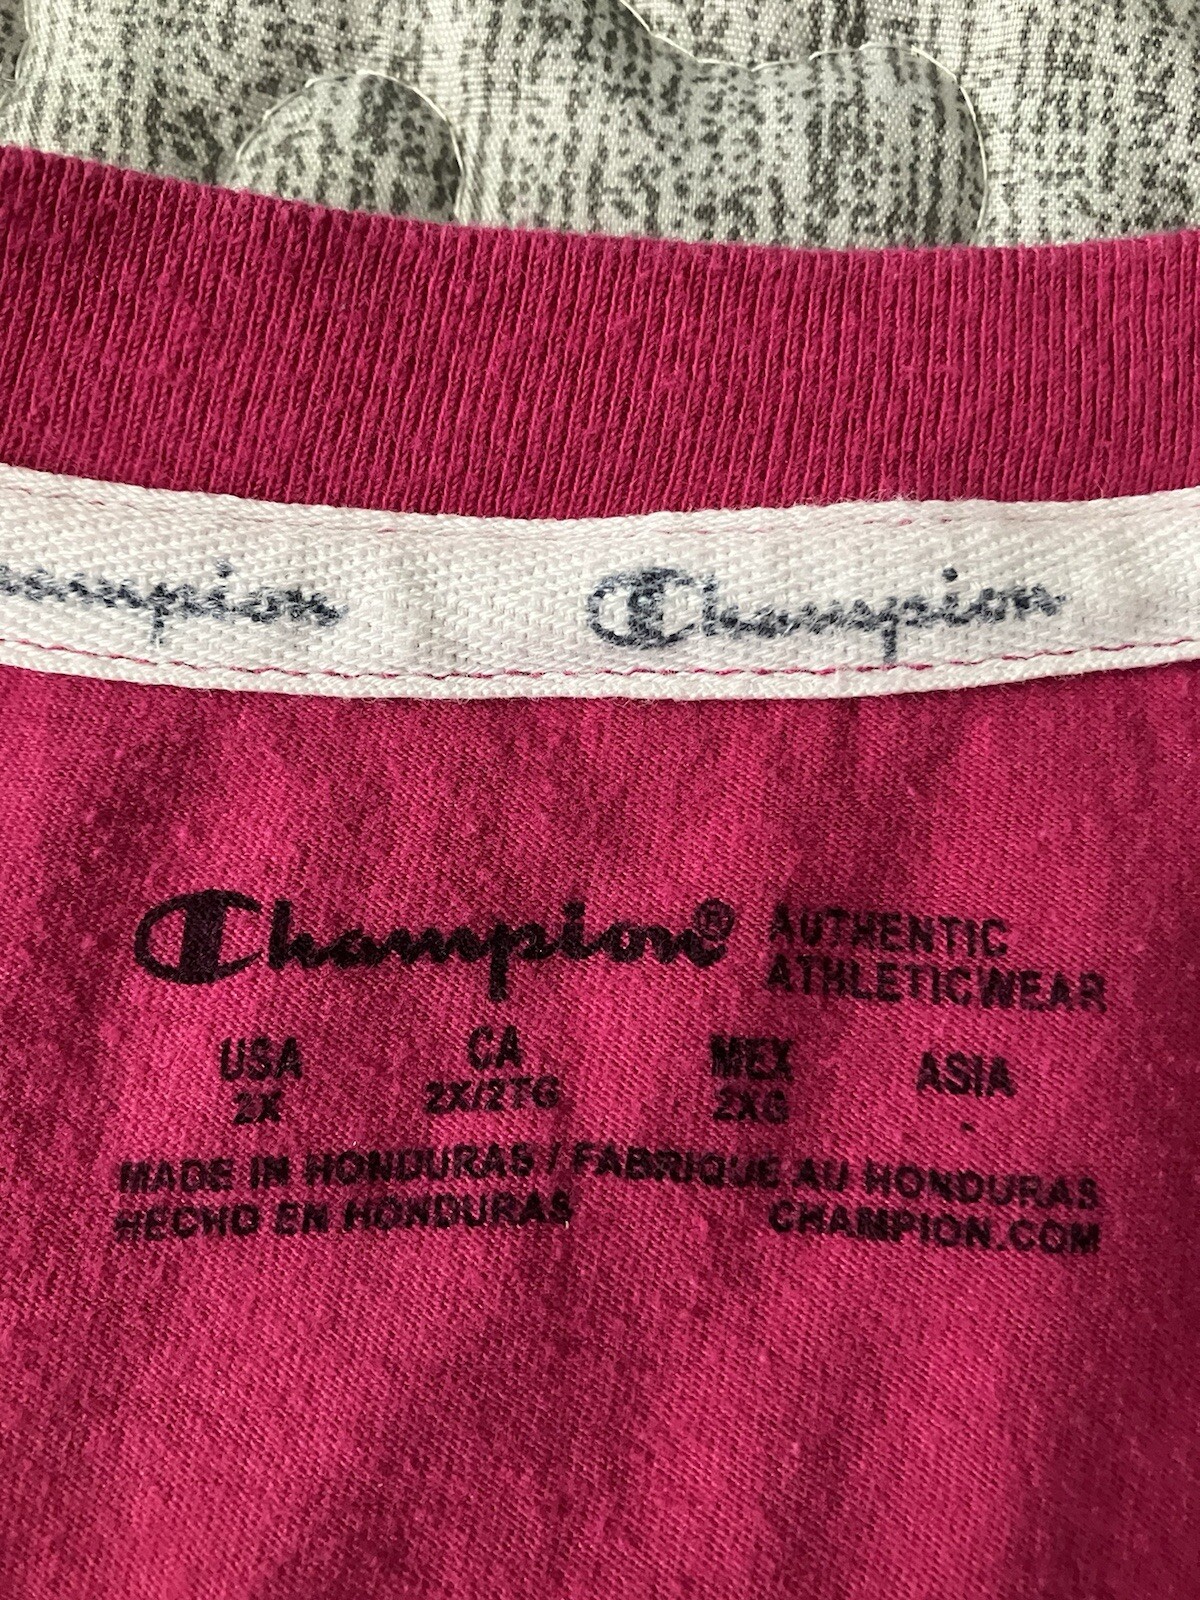 hampion Champion
Champion® AUTHENTIC
ATHLETICWEAR
USA CA MEX ASIA
2X 2X/2TG 2XG -
MADE IN HONDURAS / FABRIQUE AU HONDURAS
HECHO EN HONDURAS CHAMPION.COM